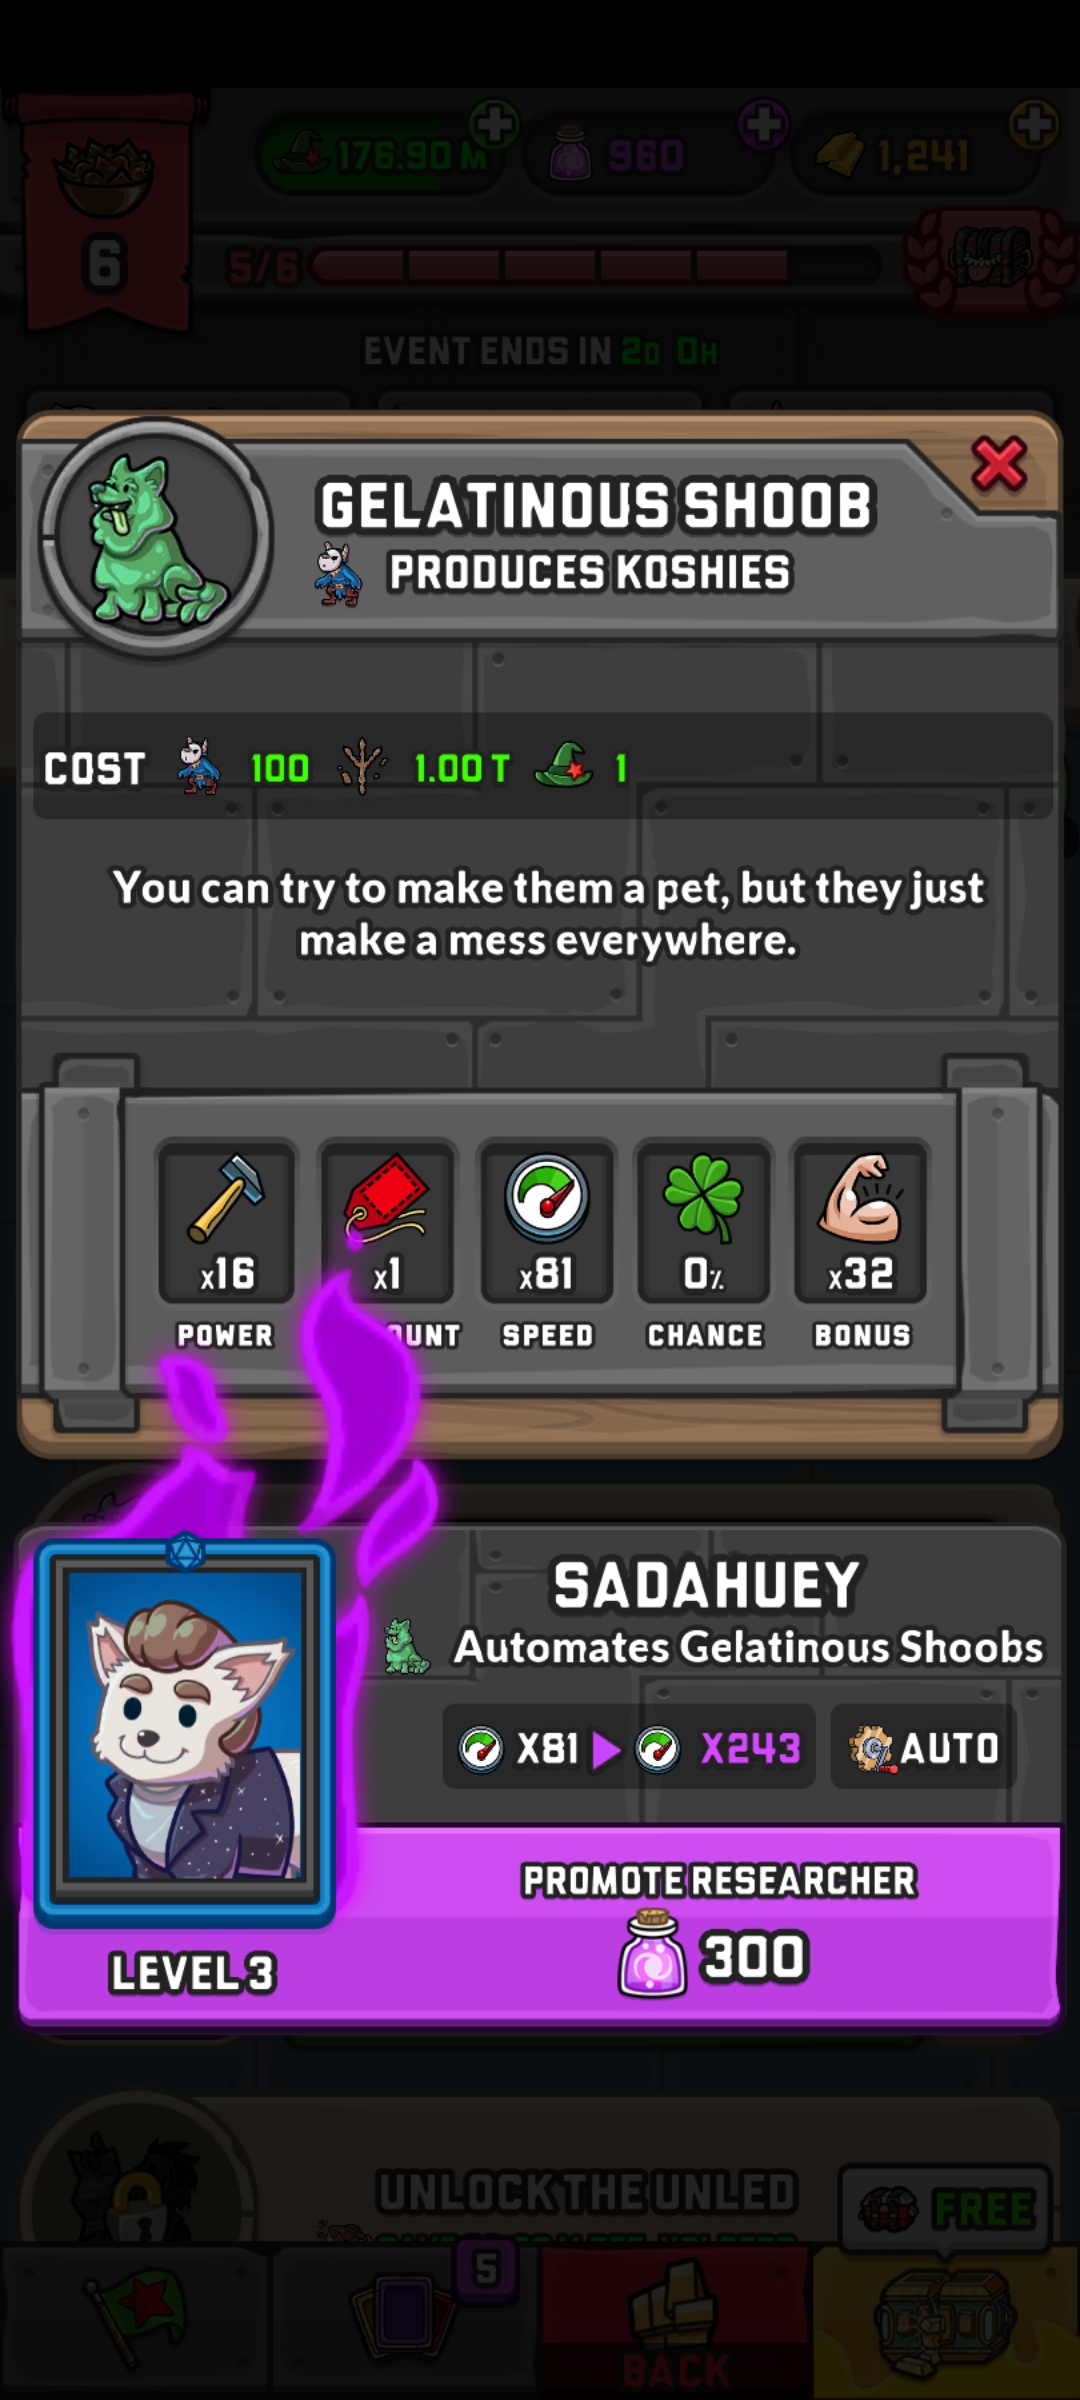 176.90 M
960
1,241
6
5/6
EVENT ENDS IN 2D 0H
GELATINOUS SHOOB
PRODUCES KOSHIES
COST 100 1.00 T 1
You can try to make them a pet, but they just
make a mess everywhere.
x16 x1 x81 0% x32
POWER OUNT SPEED CHANCE BONUS
SADAHUEY
Automates Gelatinous Shoobs
X81 X243 AUTO
PROMOTE RESEARCHER
300
LEVEL 3
UNLOCK THE UNLED
FREE
5
BACK